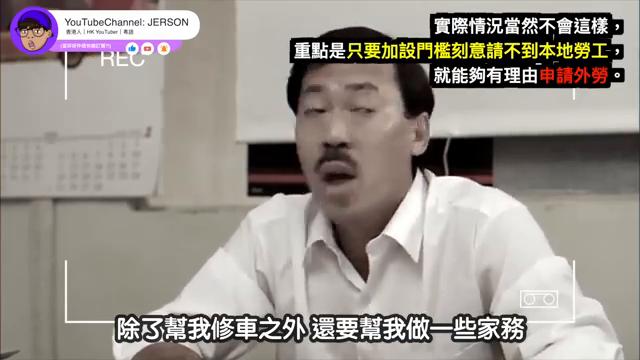 YouTubeChannel: JERSON
香港人｜HK YouTuber｜粵語
實際情況當然不會這樣，
重點是只要加設門檻刻意請不到本地勞工，
就能夠有理由申請外勞。
REC
除了幫我修車之外 還要幫我做一些家務